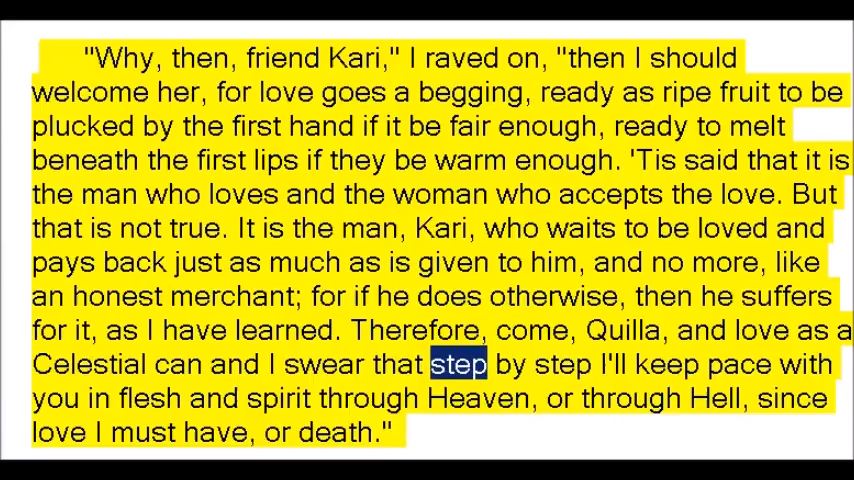 "Why, then, friend Kari," I raved on, "then I should
welcome her, for love goes a begging, ready as ripe fruit to be
plucked by the first hand if it be fair enough, ready to melt
beneath the first lips if they be warm enough. 'Tis said that it is
the man who loves and the woman who accepts the love. But
that is not true. It is the man, Kari, who waits to be loved and
pays back just as much as is given to him, and no more, like
an honest merchant; for if he does otherwise, then he suffers
for it, as I have learned. Therefore, come, Quilla, and love as a
Celestial can and I swear that step by step I'll keep pace with
you in flesh and spirit through Heaven, or through Hell, since
love I must have, or death."